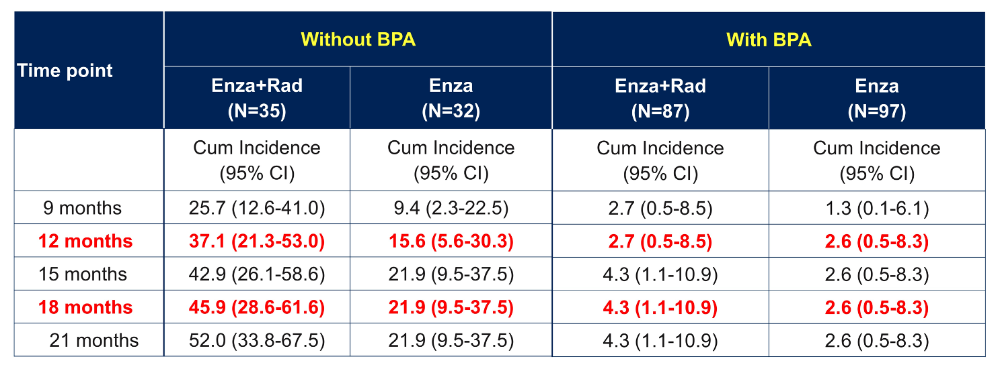 Time point
Without BPA
With BPA
Enza+Rad
(N=35)
Enza
(N=32)
Enza+Rad
(N=87)
Enza
(N=97)
Cum Incidence
(95% CI)
Cum Incidence
(95% CI)
Cum Incidence
(95% CI)
Cum Incidence
(95% CI)
9 months 25.7 (12.6-41.0) 9.4 (2.3-22.5) 2.7 (0.5-8.5) 1.3 (0.1-6.1)
12 months 37.1 (21.3-53.0) 15.6 (5.6-30.3) 2.7 (0.5-8.5) 2.6 (0.5-8.3)
15 months 42.9 (26.1-58.6) 21.9 (9.5-37.5) 4.3 (1.1-10.9) 2.6 (0.5-8.3)
18 months 45.9 (28.6-61.6) 21.9 (9.5-37.5) 4.3 (1.1-10.9) 2.6 (0.5-8.3)
21 months 52.0 (33.8-67.5) 21.9 (9.5-37.5) 4.3 (1.1-10.9) 2.6 (0.5-8.3)